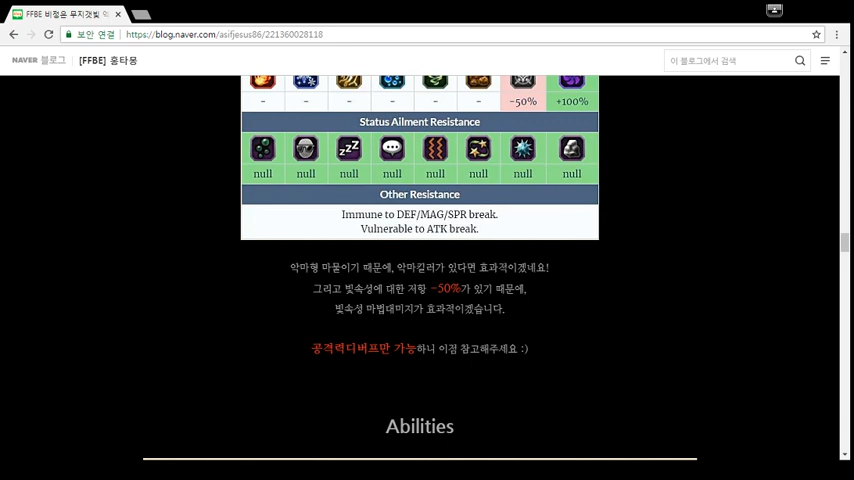 FFBE 비정은 무지갯빛
보안 연결 | https://blog.naver.com/asifjesus86/221360028118
NAVER 블로그 | [FFBE] 홍타몽
이 블로그에서 검색
- - - - - - -50% +100%
Status Ailment Resistance
null null null null null null null null
Other Resistance
Immune to DEF/MAG/SPR break.
Vulnerable to ATK break.
악마형 마물이기 때문에, 악마킬러가 있다면 효과적이겠네요!
그리고 빛속성에 대한 저항 -50%가 있기 때문에,
빛속성 마법대미지가 효과적이겠습니다.
공격력디버프만 가능하니 이점 참고해주세요 :)
Abilities